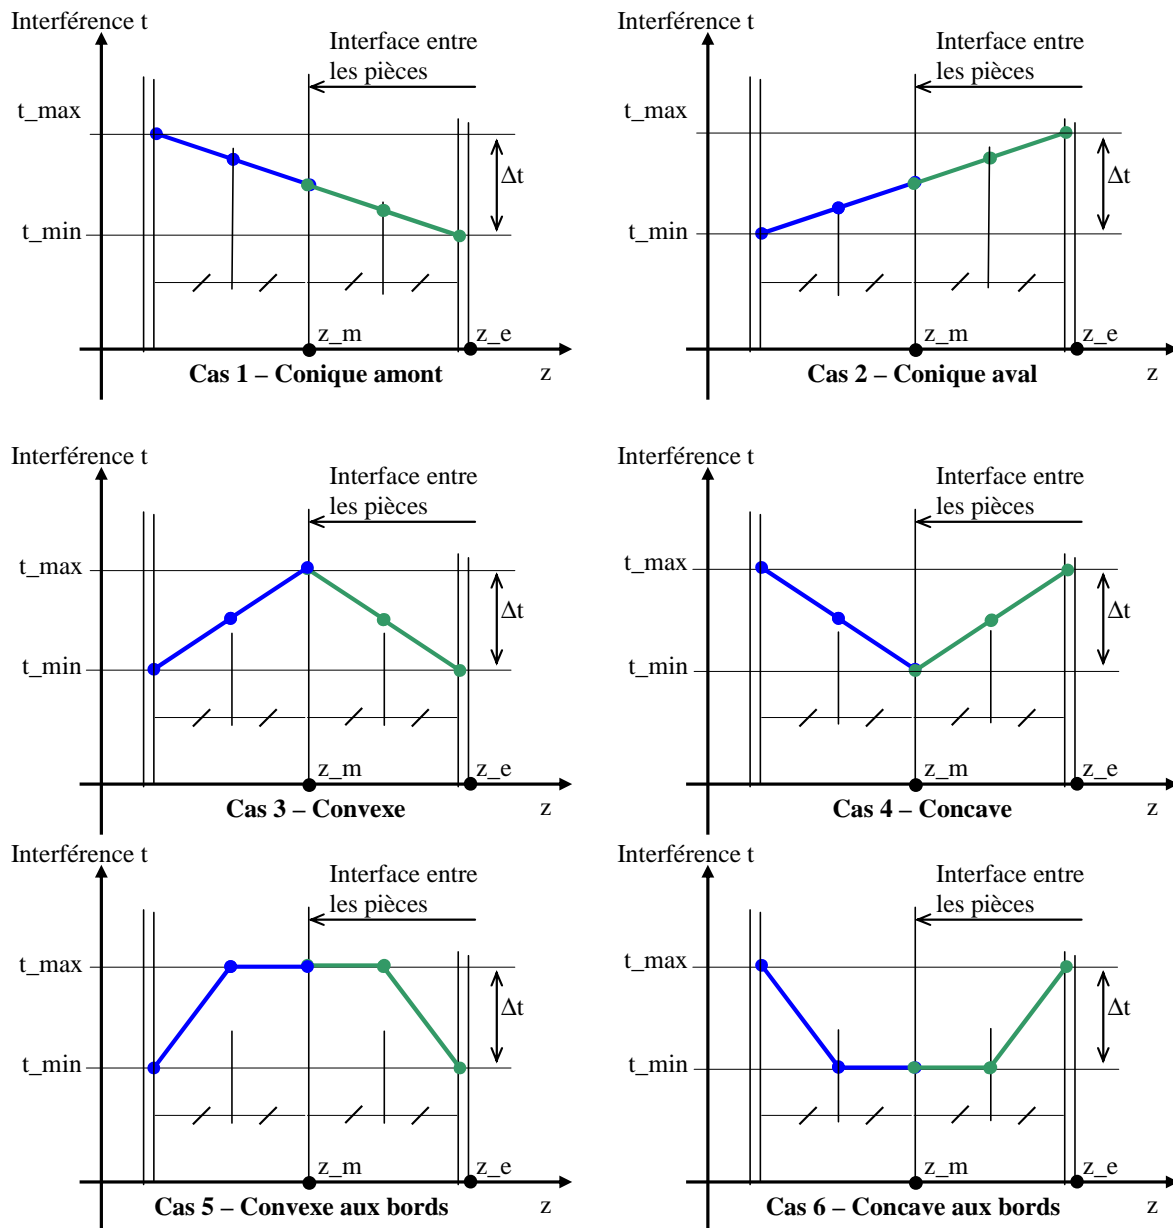 Interférence t
Interface entre
les pièces
t_max
Δt
t_min
z_m
z_e
Cas 1 – Conique amont
z
Interférence t
Interface entre
les pièces
t_max
Δt
t_min
z_m
z_e
Cas 2 – Conique aval
z
Interférence t
Interface entre
les pièces
t_max
Δt
t_min
z_m
z_e
Cas 3 – Convexe
z
Interférence t
Interface entre
les pièces
t_max
Δt
t_min
z_m
z_e
Cas 4 – Concave
z
Interférence t
Interface entre
les pièces
t_max
Δt
t_min
z_m
z_e
Cas 5 – Convexe aux bords
z
Interférence t
Interface entre
les pièces
t_max
Δt
t_min
z_m
z_e
Cas 6 – Concave aux bords
z